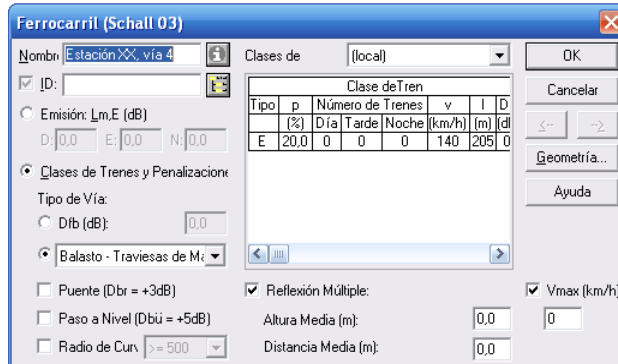 Ferrocarril (Schall 03)
Nombr Estación XX, vía 4
ID:
Emisión: Lm,E (dB)
D: 0,0 E: 0,0 N: 0,0
Clases de Trenes y Penalizacione
Tipo de Vía:
Dfb (dB): 0,0
Balasto - Traviesas de Ma
Puente (Dbr = +3dB)
Paso a Nivel (Dbü = +5dB)
Radio de Curv >= 500
Clases de (local)
Clase deTren
Tipo p Número de Trenes v l D
(%) Día Tarde Noche (km/h) (m) (dl
E 20,0 0 0 0 140 205 0
Reflexión Múltiple:
Altura Media (m): 0,0
Distancia Media (m): 0,0
OK
Cancelar
<-- -->
Geometría...
Ayuda
Vmax (km/h)
0